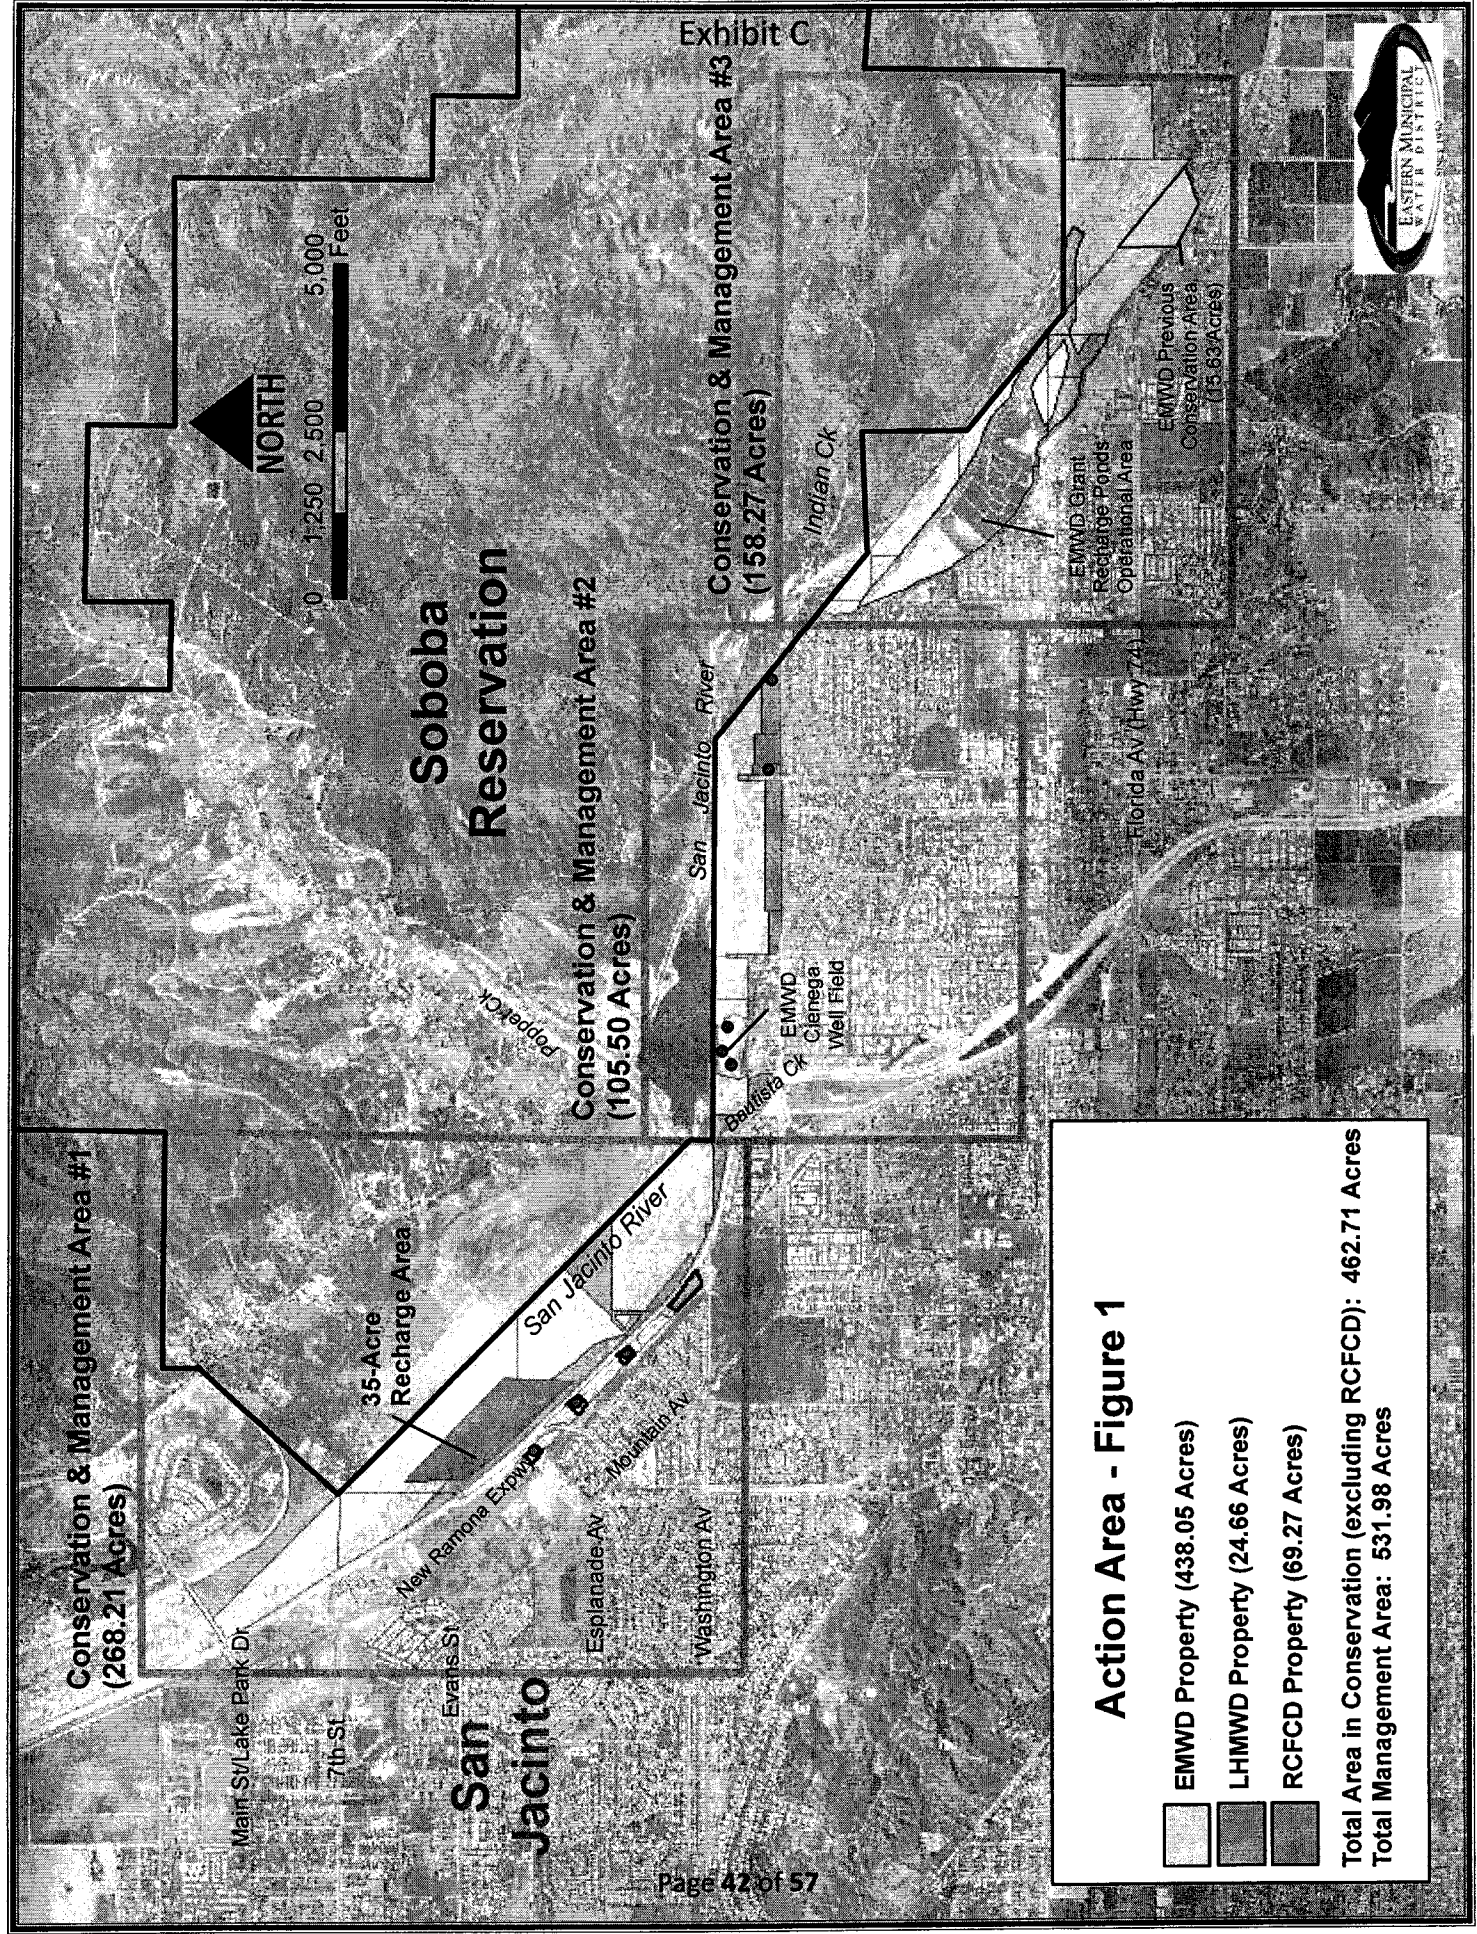 Exhibit C
Conservation & Management Area #1
(268.21 Acres)
Conservation & Management Area #2
(105.50 Acres)
Conservation & Management Area #3
(158.27 Acres)
Soboba
Reservation
NORTH
0 1,250 2,500 5,000
Feet
35-Acre
Recharge Area
San Jacinto River
Poppet Ck
San Jacinto River
Indian Ck
Bautista Ck
EMWD
Cienega
Well Field
EMWD Grant
Recharge Ponds
Operational Area
EMWD Previous
Conservation Area
(15.63 Acres)
Florida Av (Hwy 74)
Main St/Lake Park Dr
7th St
Evans St
New Ramona Expwy
Esplanade Av
Mountain Av
Washington Av
San
Jacinto
Action Area - Figure 1
EMWD Property (438.05 Acres)
LHMWD Property (24.66 Acres)
RCFCD Property (69.27 Acres)
Total Area in Conservation (excluding RCFCD): 462.71 Acres
Total Management Area: 531.98 Acres
EASTERN MUNICIPAL
WATER DISTRICT
SINCE 1950
Page 42 of 57